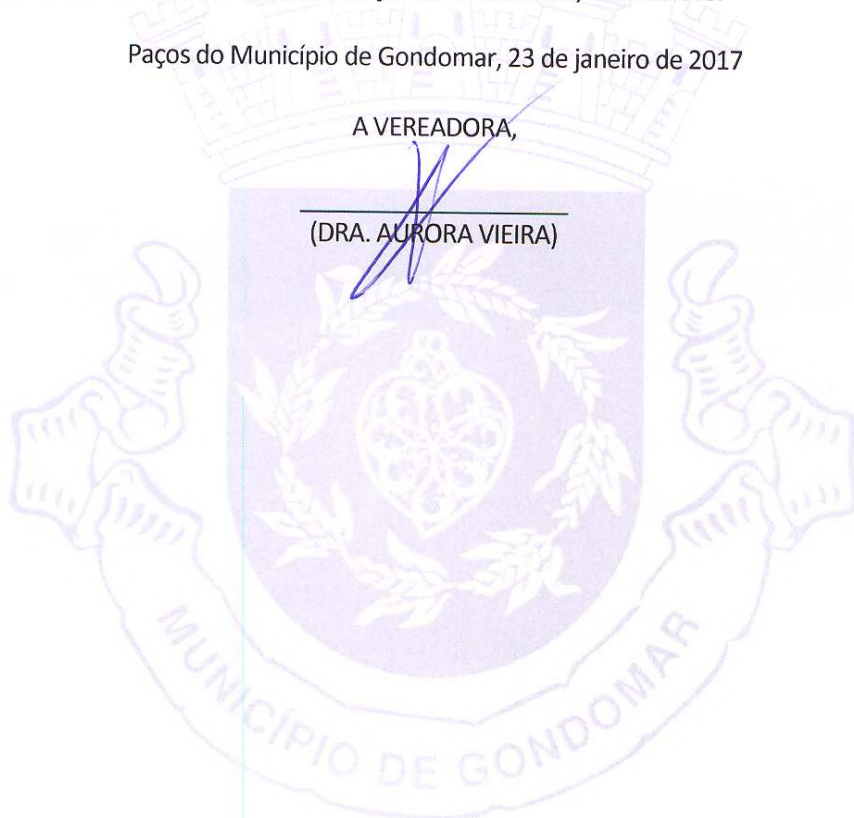 Paços do Município de Gondomar, 23 de janeiro de 2017
A VEREADORA,
(DRA. AURORA VIEIRA)
MUNICÍPIO DE GONDOMAR